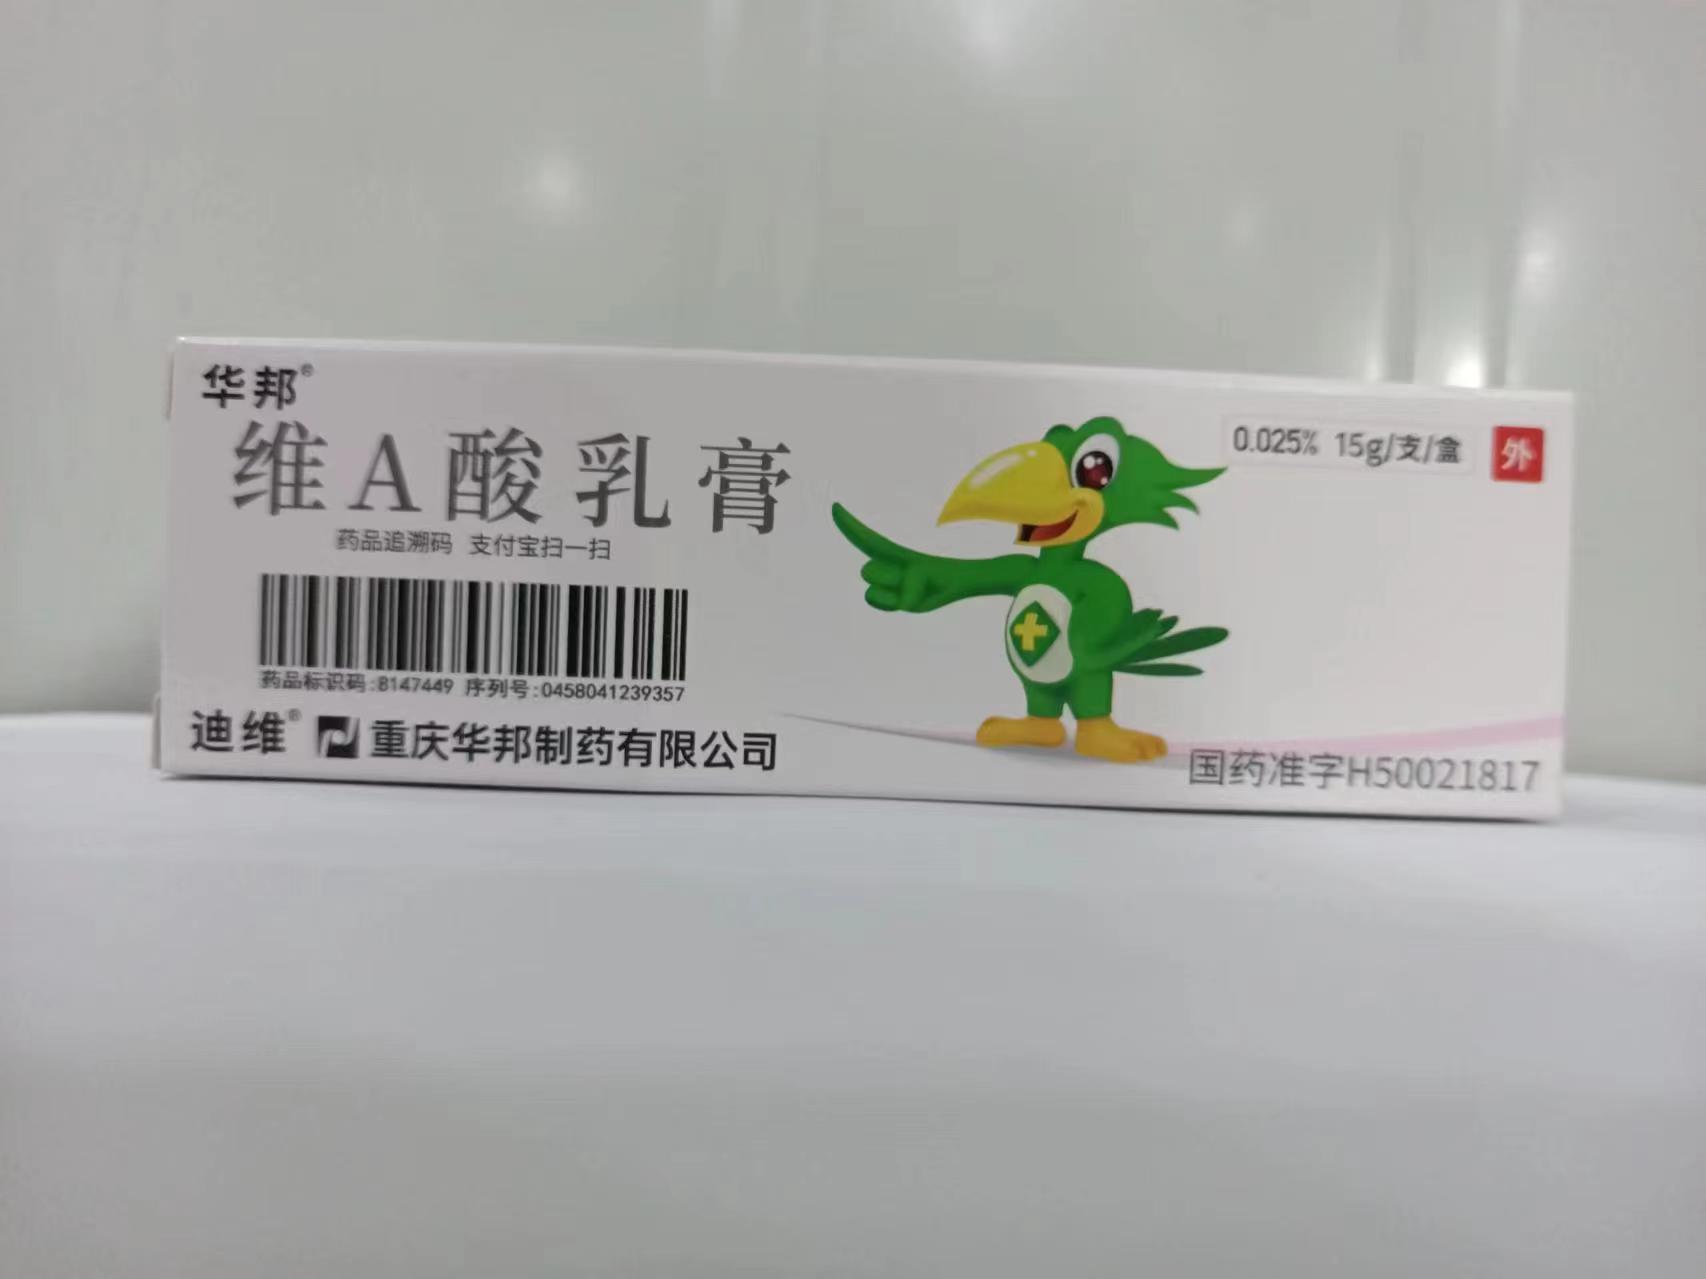 华邦®
维A酸乳膏
0.025% 15g/支/盒
外
药品追溯码 支付宝扫一扫
药品标识码:8147449 序列号:0458041239357
迪维® 重庆华邦制药有限公司
国药准字H50021817